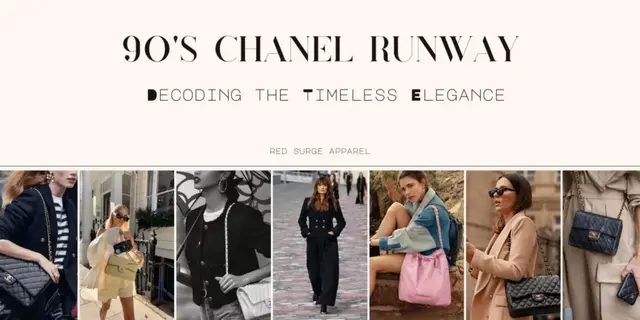 90'S CHANEL RUNWAY
DECODING THE TIMELESS ELEGANCE
RED SURGE APPAREL